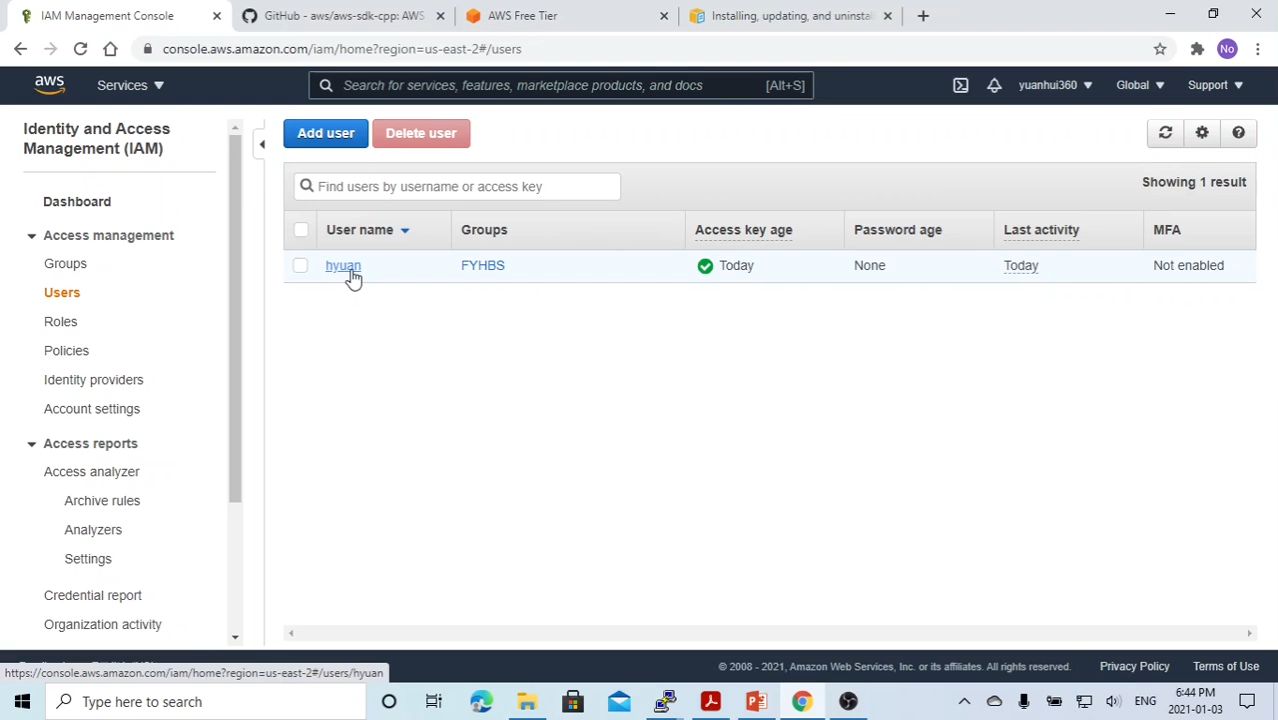 IAM Management Console
GitHub - aws/aws-sdk-cpp: AWS
AWS Free Tier
Installing, updating, and uninstal
console.aws.amazon.com/iam/home?region=us-east-2#/users
No
aws
Services
Search for services, features, marketplace products, and docs
[Alt+S]
yuanhui360
Global
Support
Identity and Access
Management (IAM)
Dashboard
Access management
Groups
Users
Roles
Policies
Identity providers
Account settings
Access reports
Access analyzer
Archive rules
Analyzers
Settings
Credential report
Organization activity
Add user
Delete user
Find users by username or access key
Showing 1 result
User name
Groups
Access key age
Password age
Last activity
MFA
hyuan
FYHBS
Today
None
Today
Not enabled
https://console.aws.amazon.com/iam/home?region=us-east-2#/users/hyuan
© 2008 - 2021, Amazon Web Services, Inc. or its affiliates. All rights reserved.
Privacy Policy
Terms of Use
Type here to search
ENG
6:44 PM
2021-01-03